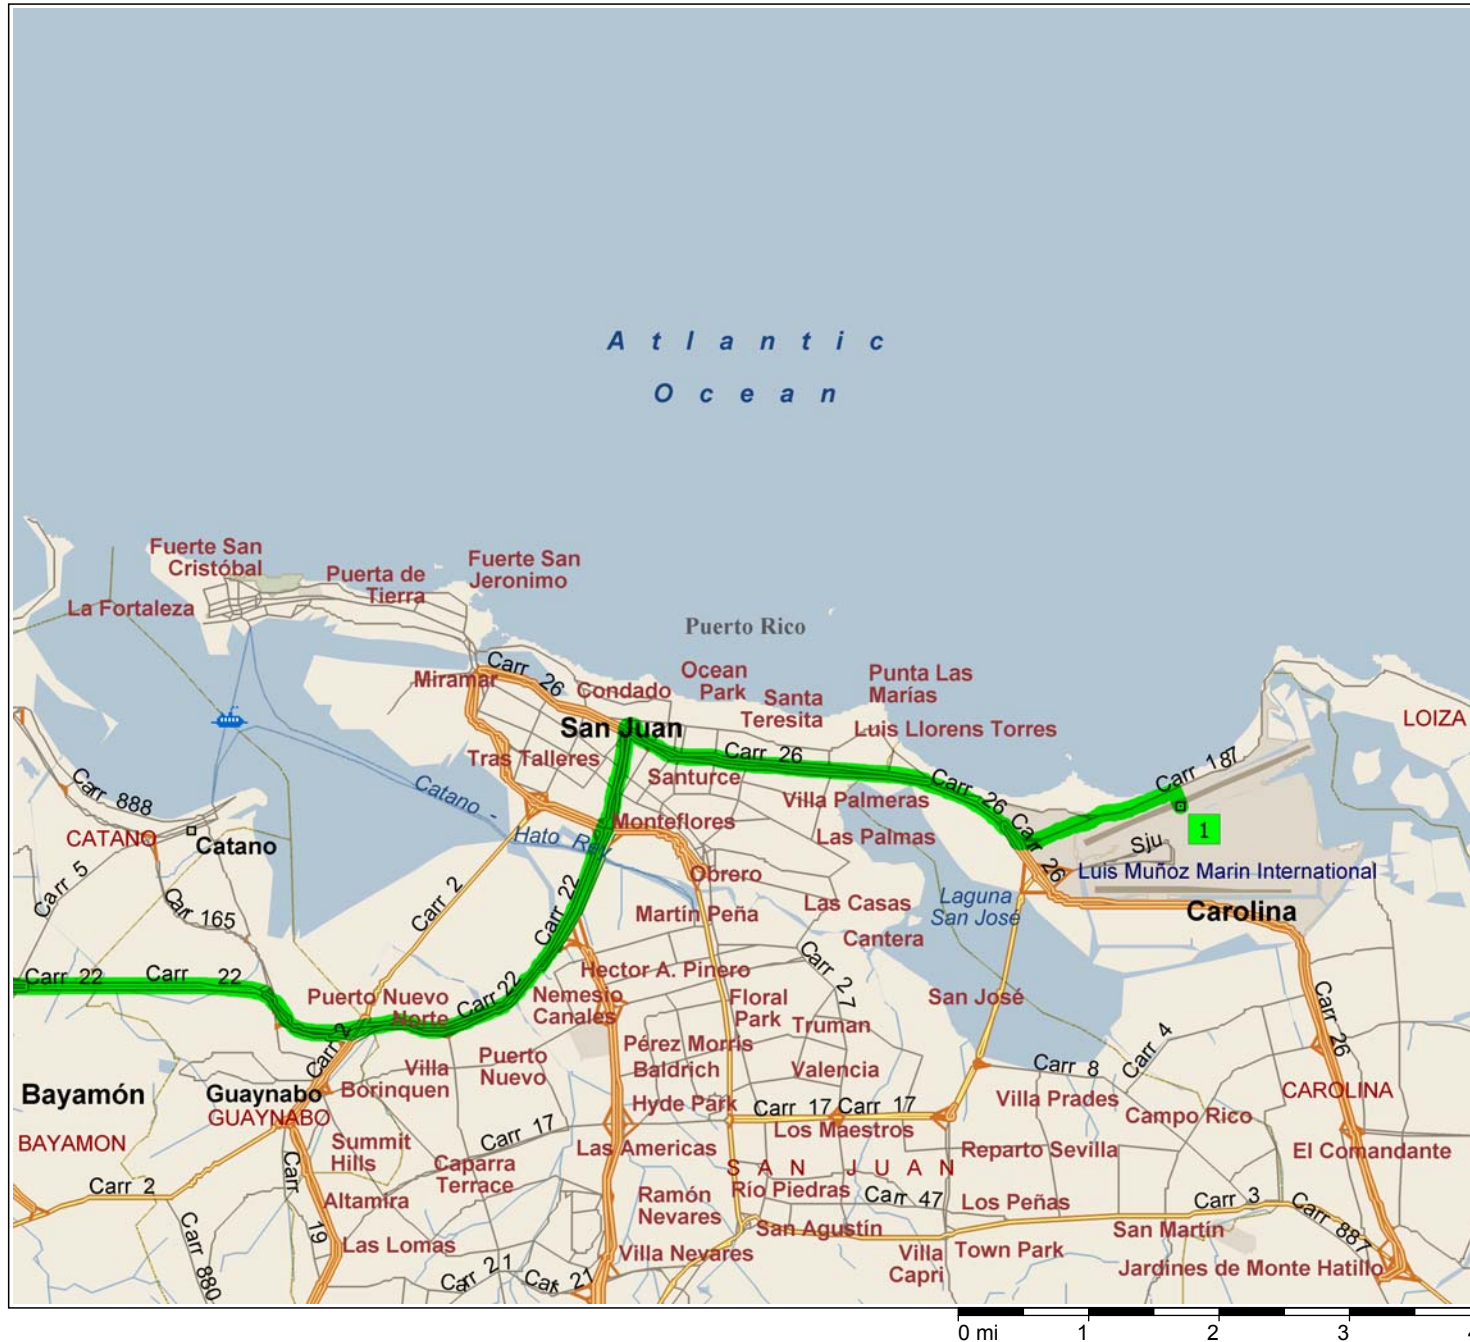 Atlantic
Ocean
Fuerte San
Cristóbal
Puerta de
Tierra
Fuerte San
Jeronimo
La Fortaleza
Puerto Rico
Miramar
Carr 26
Condado
Ocean
Park
Santa
Teresita
Punta Las
Marías
LOIZA
San Juan
Luis Llorens Torres
Tras Talleres
Carr 26
Santurce
Carr 187
Carr 888
Catano -
Hato Rey
Villa Palmeras
Carr 26
CATANO
Catano
Monteflores
Las Palmas
Carr 26
1
Sju
Carr 5
Obrero
Luis Muñoz Marin International
Carr 165
Carr 2
Carr 22
Martín Peña
Las Casas
Laguna
San José
Carolina
Cantera
Carr 22
Carr 22
Hector A. Pinero
Carr 27
Puerto Nuevo
Norte
Carr 22
Nemesio
Canales
Floral
Park
San José
Truman
Carr 26
Carr 2
Villa
Borinquen
Puerto
Nuevo
Pérez Morris
Baldrich
Valencia
Carr 8
Carr 4
Bayamón
Guaynabo
GUAYNABO
Hyde Park
Carr 17
Carr 17
Villa Prades
CAROLINA
Campo Rico
BAYAMON
Summit
Hills
Carr 17
Las Americas
Los Maestros
Reparto Sevilla
El Comandante
Caparra
Terrace
SAN JUAN
Carr 2
Carr 19
Altamira
Ramón
Nevares
Río Piedras
Carr 47
Los Peñas
Carr 3
Carr 887
San Agustín
San Martín
Carr 880
Las Lomas
Villa Nevares
Villa
Capri
Town Park
Carr 21
Carr 21
Jardines de Monte Hatillo
0 mi 1 2 3